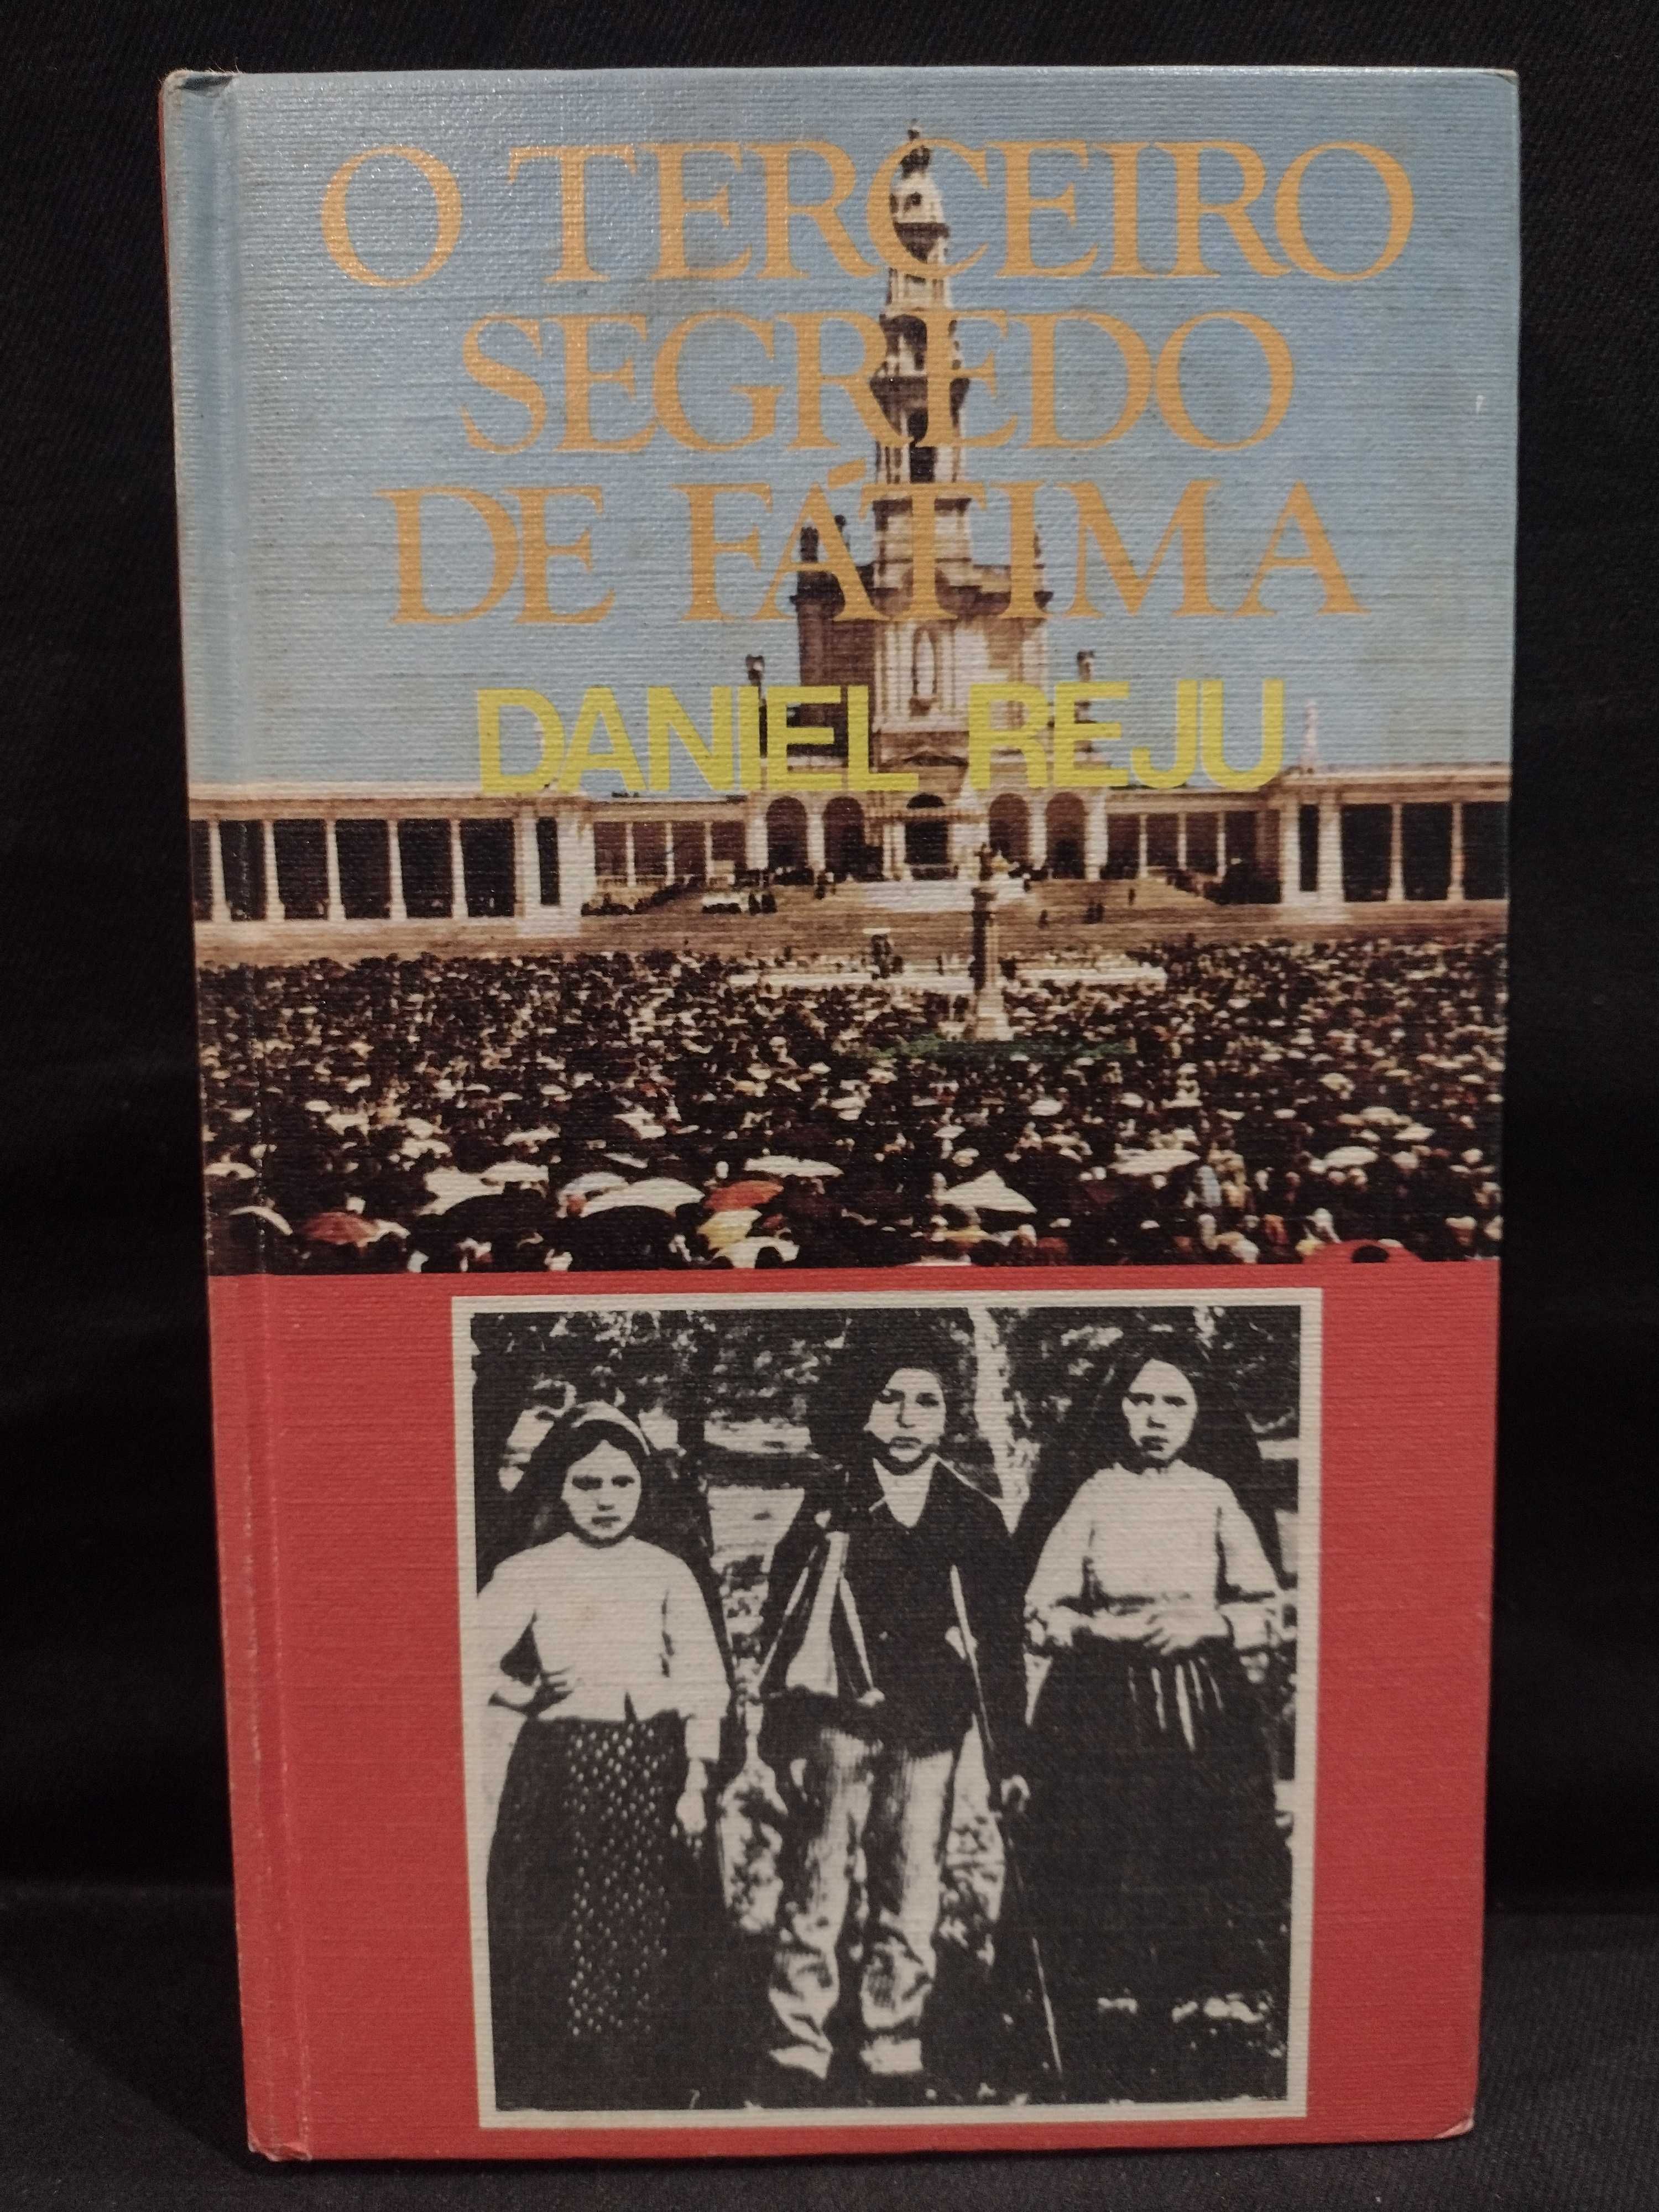 O TERCEIRO
SEGREDO
DE FÁTIMA
DANIEL REJU